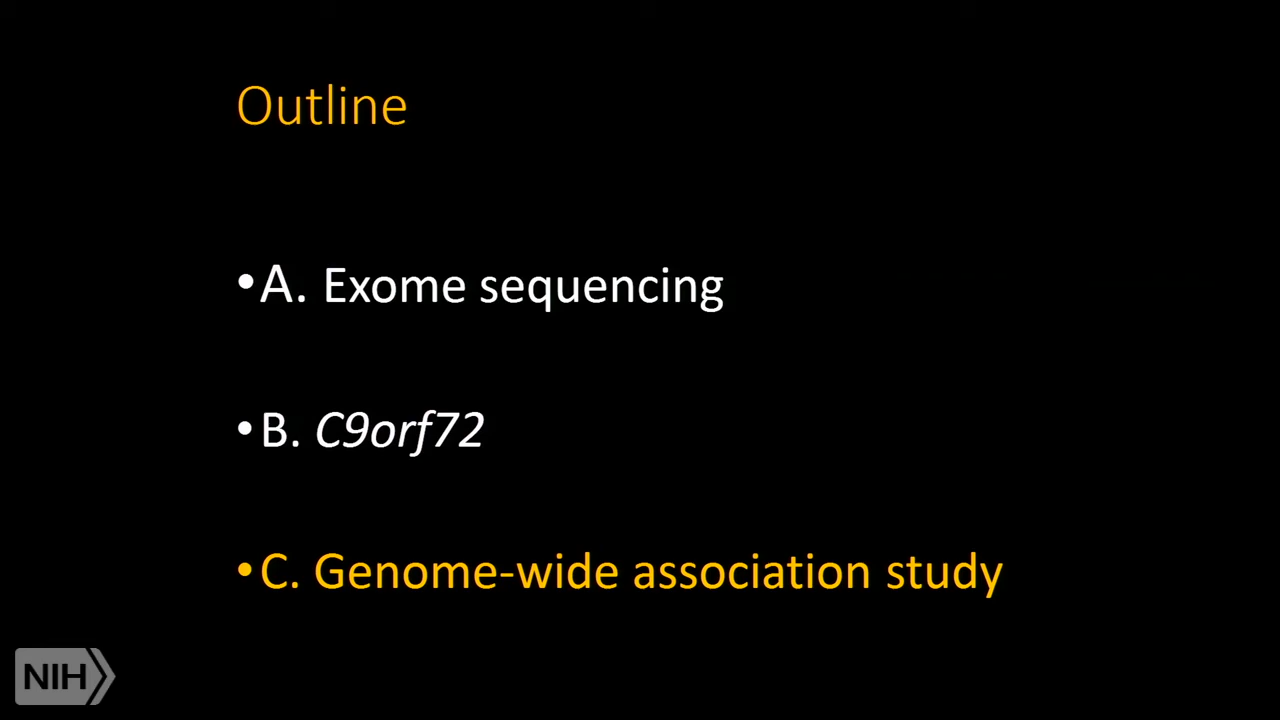 Outline
•A. Exome sequencing
•B. C9orf72
•C. Genome-wide association study
NIH